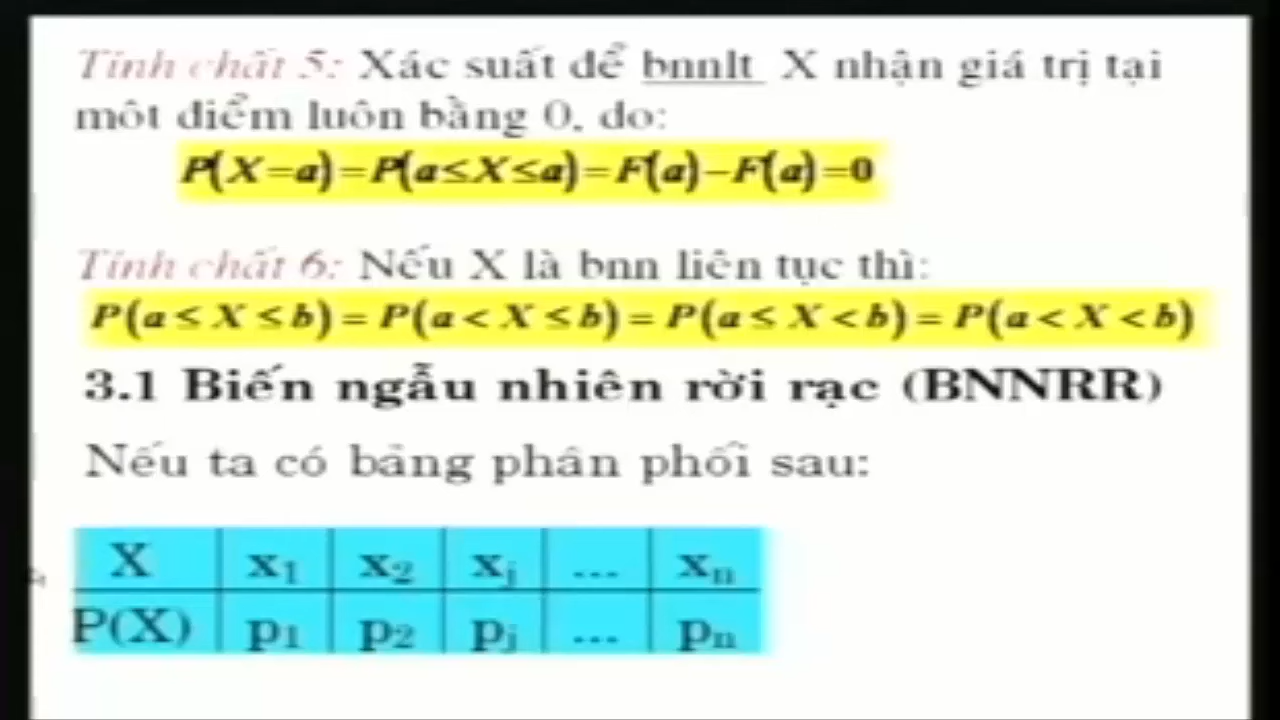 Tính chất 5: Xác suất để bnnlt X nhận giá trị tại
một điểm luôn bằng 0, do:
P(X=a)=P(a≤X≤a)=F(a)−F(a)=0
Tính chất 6: Nếu X là bnn liên tục thì:
P(a≤X≤b)=P(a<X≤b)=P(a≤X<b)=P(a<X<b)
3.1 Biến ngẫu nhiên rời rạc (BNNRR)
Nếu ta có bảng phân phối sau:
X x₁ x₂ xⱼ ... xₙ
P(X) p₁ p₂ pⱼ ... pₙ